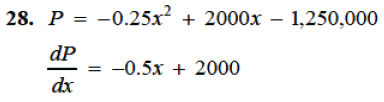 28. P = −0.25x² + 2000x − 1,250,000
dP/dx = −0.5x + 2000